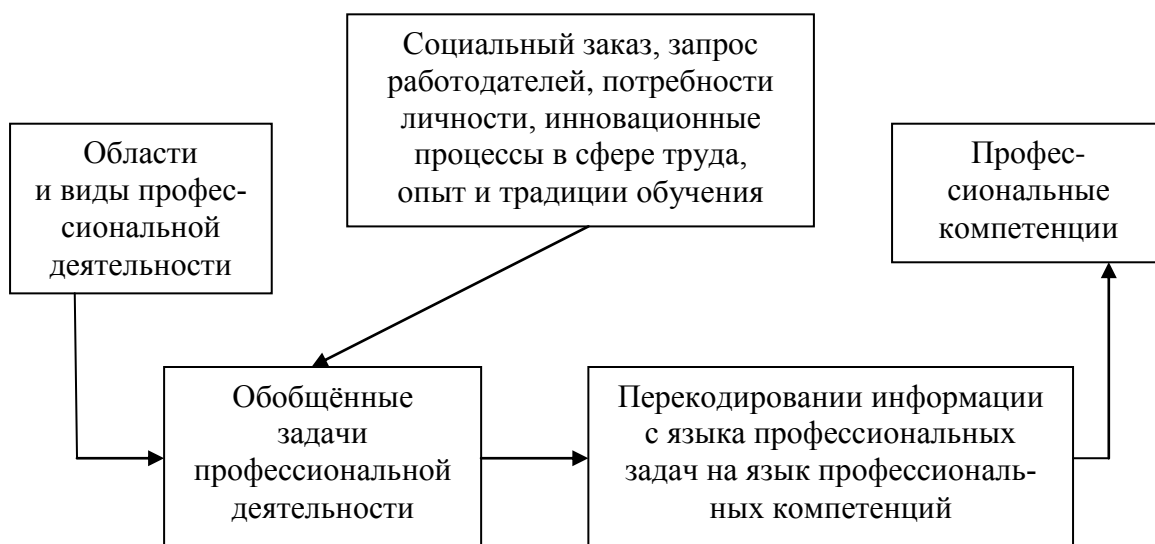 Социальный заказ, запрос
работодателей, потребности
личности, инновационные
процессы в сфере труда,
опыт и традиции обучения
Области
и виды профес-
сиональной
деятельности
Профес-
сиональные
компетенции
Обобщённые
задачи
профессиональной
деятельности
Перекодировании информации
с языка профессиональных
задач на язык профессиональ-
ных компетенций